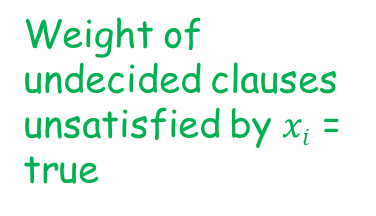 Weight of
undecided clauses
unsatisfied by xᵢ =
true